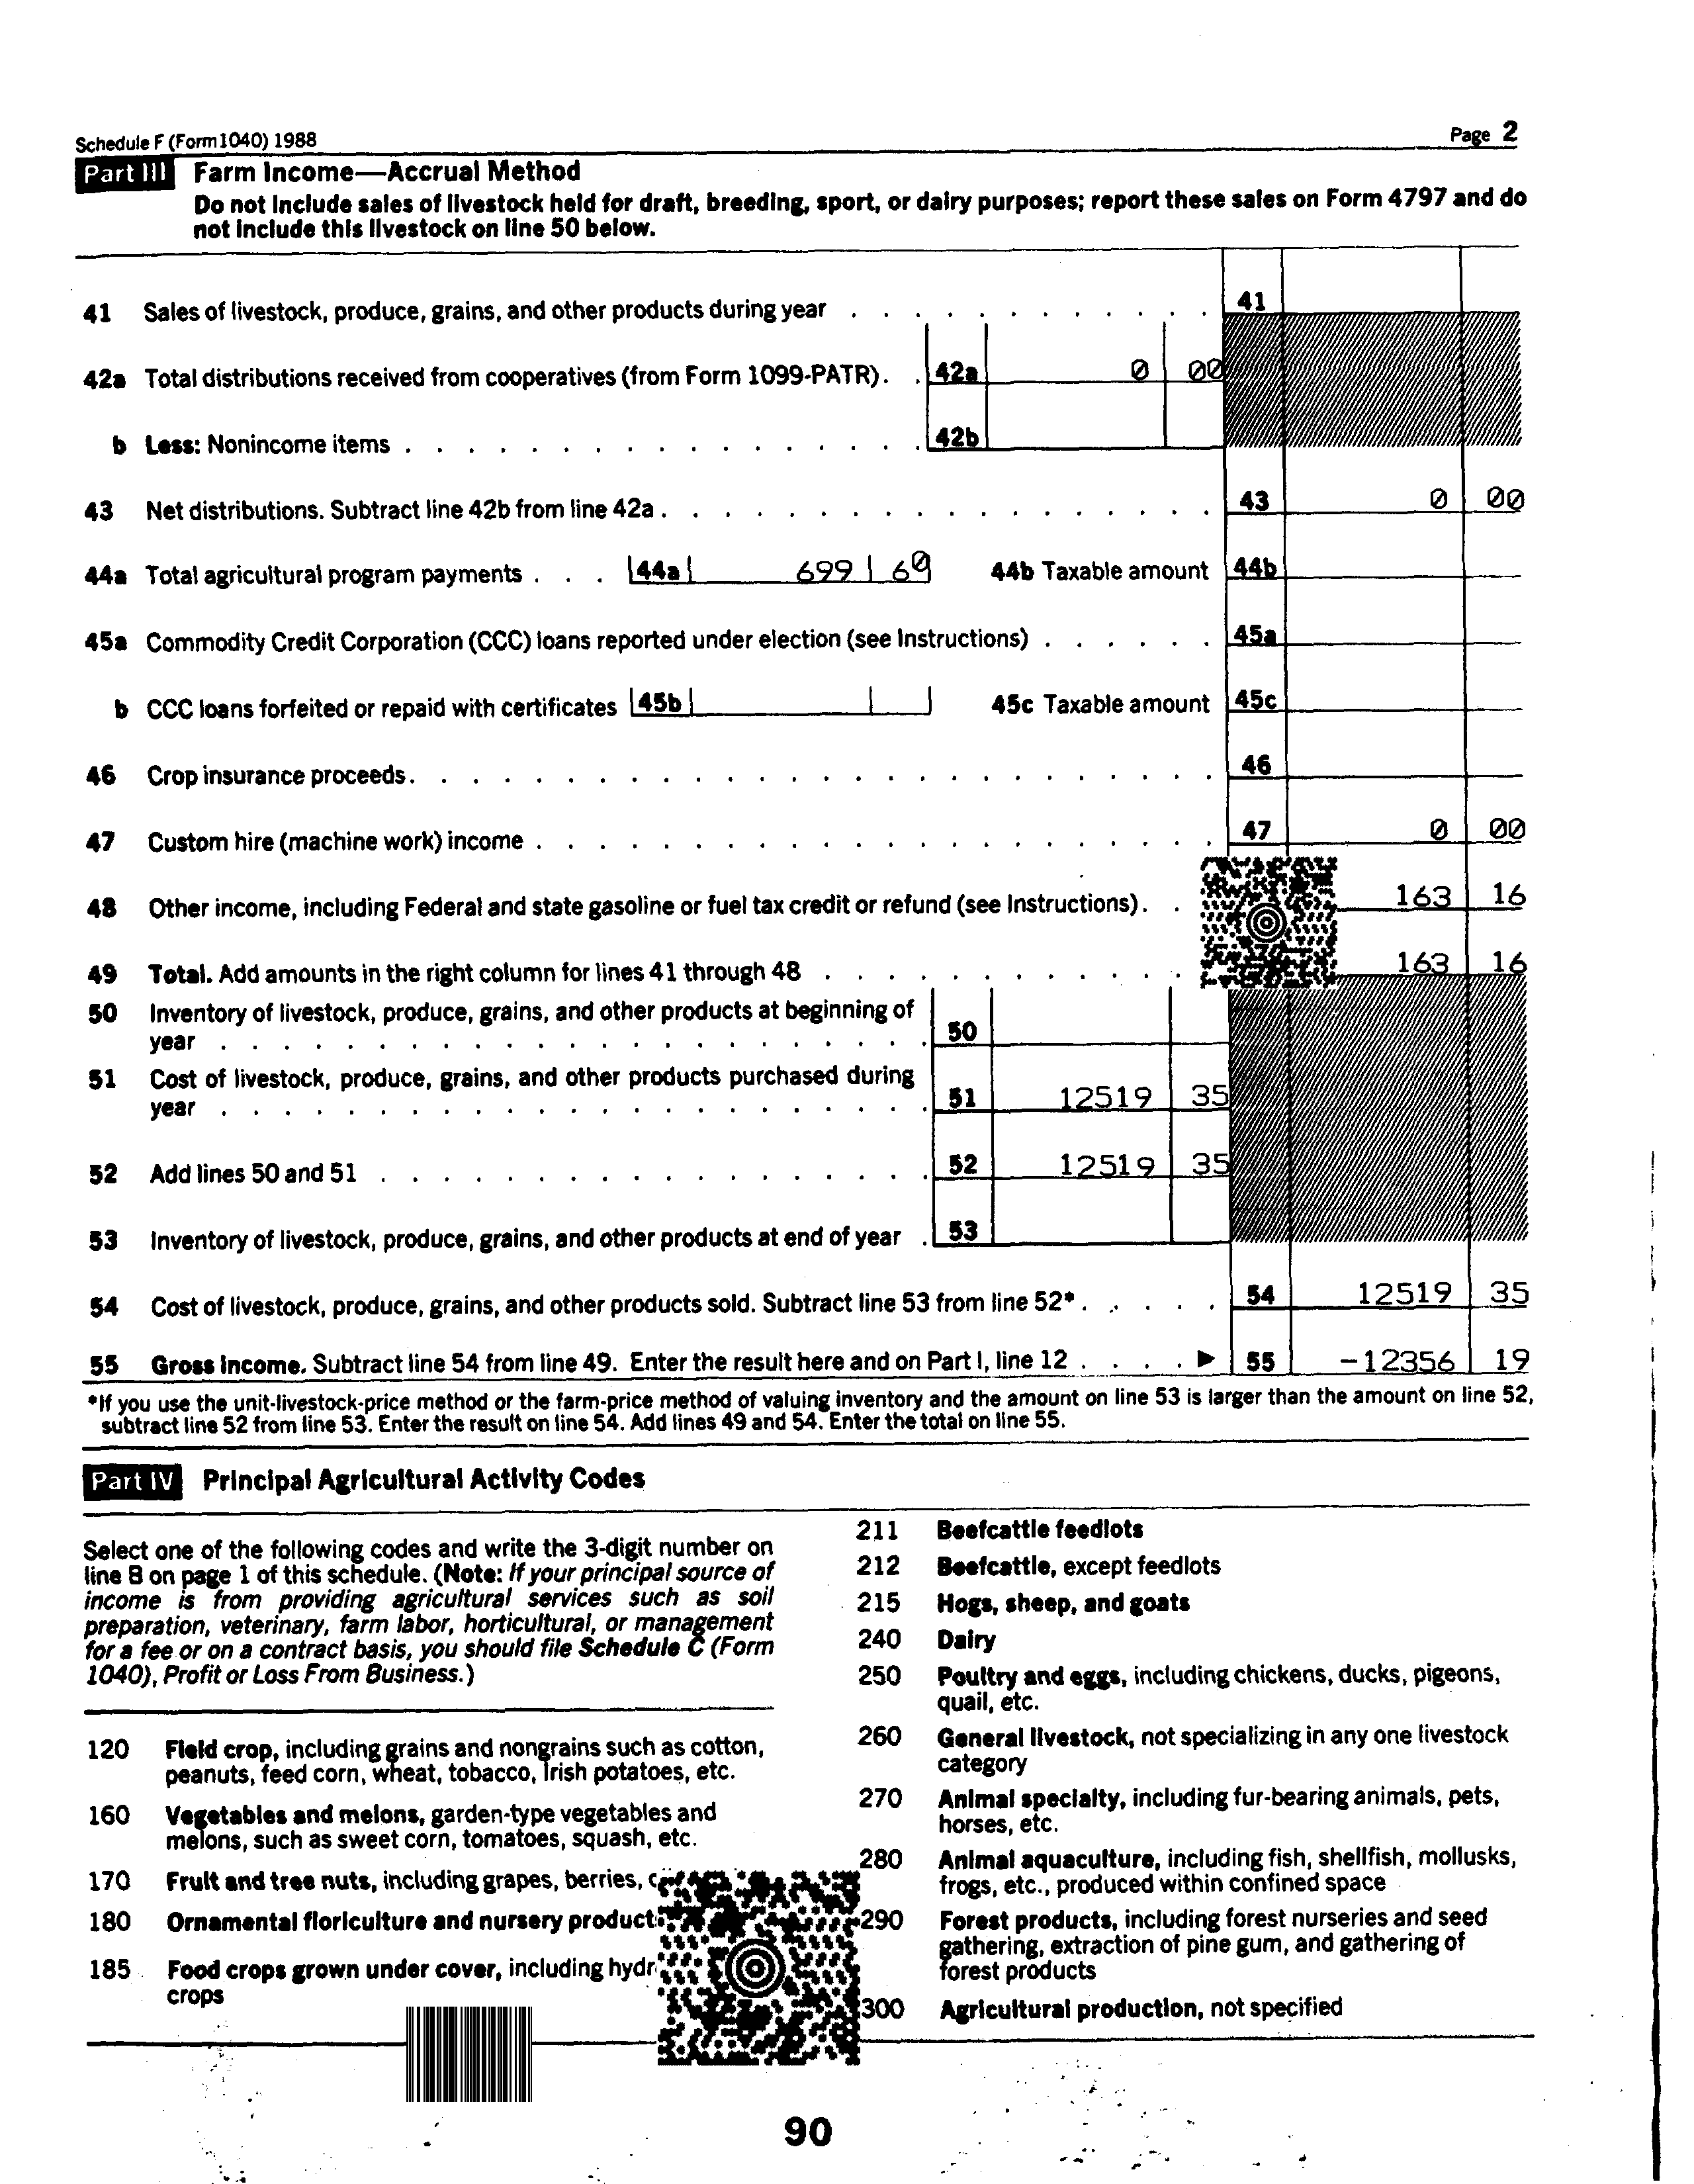 Schedule F (Form 1040) 1988 Page 2
Part III Farm Income—Accrual Method
Do not include sales of livestock held for draft, breeding, sport, or dairy purposes; report these sales on Form 4797 and do
not include this livestock on line 50 below.
41 Sales of livestock, produce, grains, and other products during year . . . . . . . . . . . . 41
42a Total distributions received from cooperatives (from Form 1099-PATR). . 42a 0 00
b Less: Nonincome items . . . . . . . . . . . . . . . . . 42b
43 Net distributions. Subtract line 42b from line 42a . . . . . . . . . . . . . . . . . . 43 0 00
44a Total agricultural program payments . . . 44a 699 60 44b Taxable amount 44b
45a Commodity Credit Corporation (CCC) loans reported under election (see Instructions) . . . . . . 45a
b CCC loans forfeited or repaid with certificates 45b 45c Taxable amount 45c
46 Crop insurance proceeds. . . . . . . . . . . . . . . . . . . . . . . . . . 46
47 Custom hire (machine work) income . . . . . . . . . . . . . . . . . . . . . . 47 0 00
48 Other income, including Federal and state gasoline or fuel tax credit or refund (see Instructions) . . 163 16
49 Total. Add amounts in the right column for lines 41 through 48 . . . . . . . . . . . . 163 16
50 Inventory of livestock, produce, grains, and other products at beginning of
year . . . . . . . . . . . . . . . . . . . . . . . 50
51 Cost of livestock, produce, grains, and other products purchased during
year . . . . . . . . . . . . . . . . . . . . . . . 51 12519 35
52 Add lines 50 and 51 . . . . . . . . . . . . . . . . . . 52 12519 35
53 Inventory of livestock, produce, grains, and other products at end of year . 53
54 Cost of livestock, produce, grains, and other products sold. Subtract line 53 from line 52* . . . . . 54 12519 35
55 Gross income. Subtract line 54 from line 49. Enter the result here and on Part I, line 12 . . . . ▶ 55 -12356 19
*If you use the unit-livestock-price method or the farm-price method of valuing inventory and the amount on line 53 is larger than the amount on line 52,
subtract line 52 from line 53. Enter the result on line 54. Add lines 49 and 54. Enter the total on line 55.
Part IV Principal Agricultural Activity Codes
Select one of the following codes and write the 3-digit number on
line B on page 1 of this schedule. (Note: If your principal source of
income is from providing agricultural services such as soil
preparation, veterinary, farm labor, horticultural, or management
for a fee or on a contract basis, you should file Schedule C (Form
1040), Profit or Loss From Business.)
120 Field crop, including grains and nongrains such as cotton,
peanuts, feed corn, wheat, tobacco, Irish potatoes, etc.
160 Vegetables and melons, garden-type vegetables and
melons, such as sweet corn, tomatoes, squash, etc.
170 Fruit and tree nuts, including grapes, berries,
180 Ornamental floriculture and nursery product
185 Food crops grown under cover, including hydr
crops
211 Beefcattle feedlots
212 Beefcattle, except feedlots
215 Hogs, sheep, and goats
240 Dairy
250 Poultry and eggs, including chickens, ducks, pigeons,
quail, etc.
260 General livestock, not specializing in any one livestock
category
270 Animal specialty, including fur-bearing animals, pets,
horses, etc.
280 Animal aquaculture, including fish, shellfish, mollusks,
frogs, etc., produced within confined space
290 Forest products, including forest nurseries and seed
gathering, extraction of pine gum, and gathering of
forest products
300 Agricultural production, not specified
90